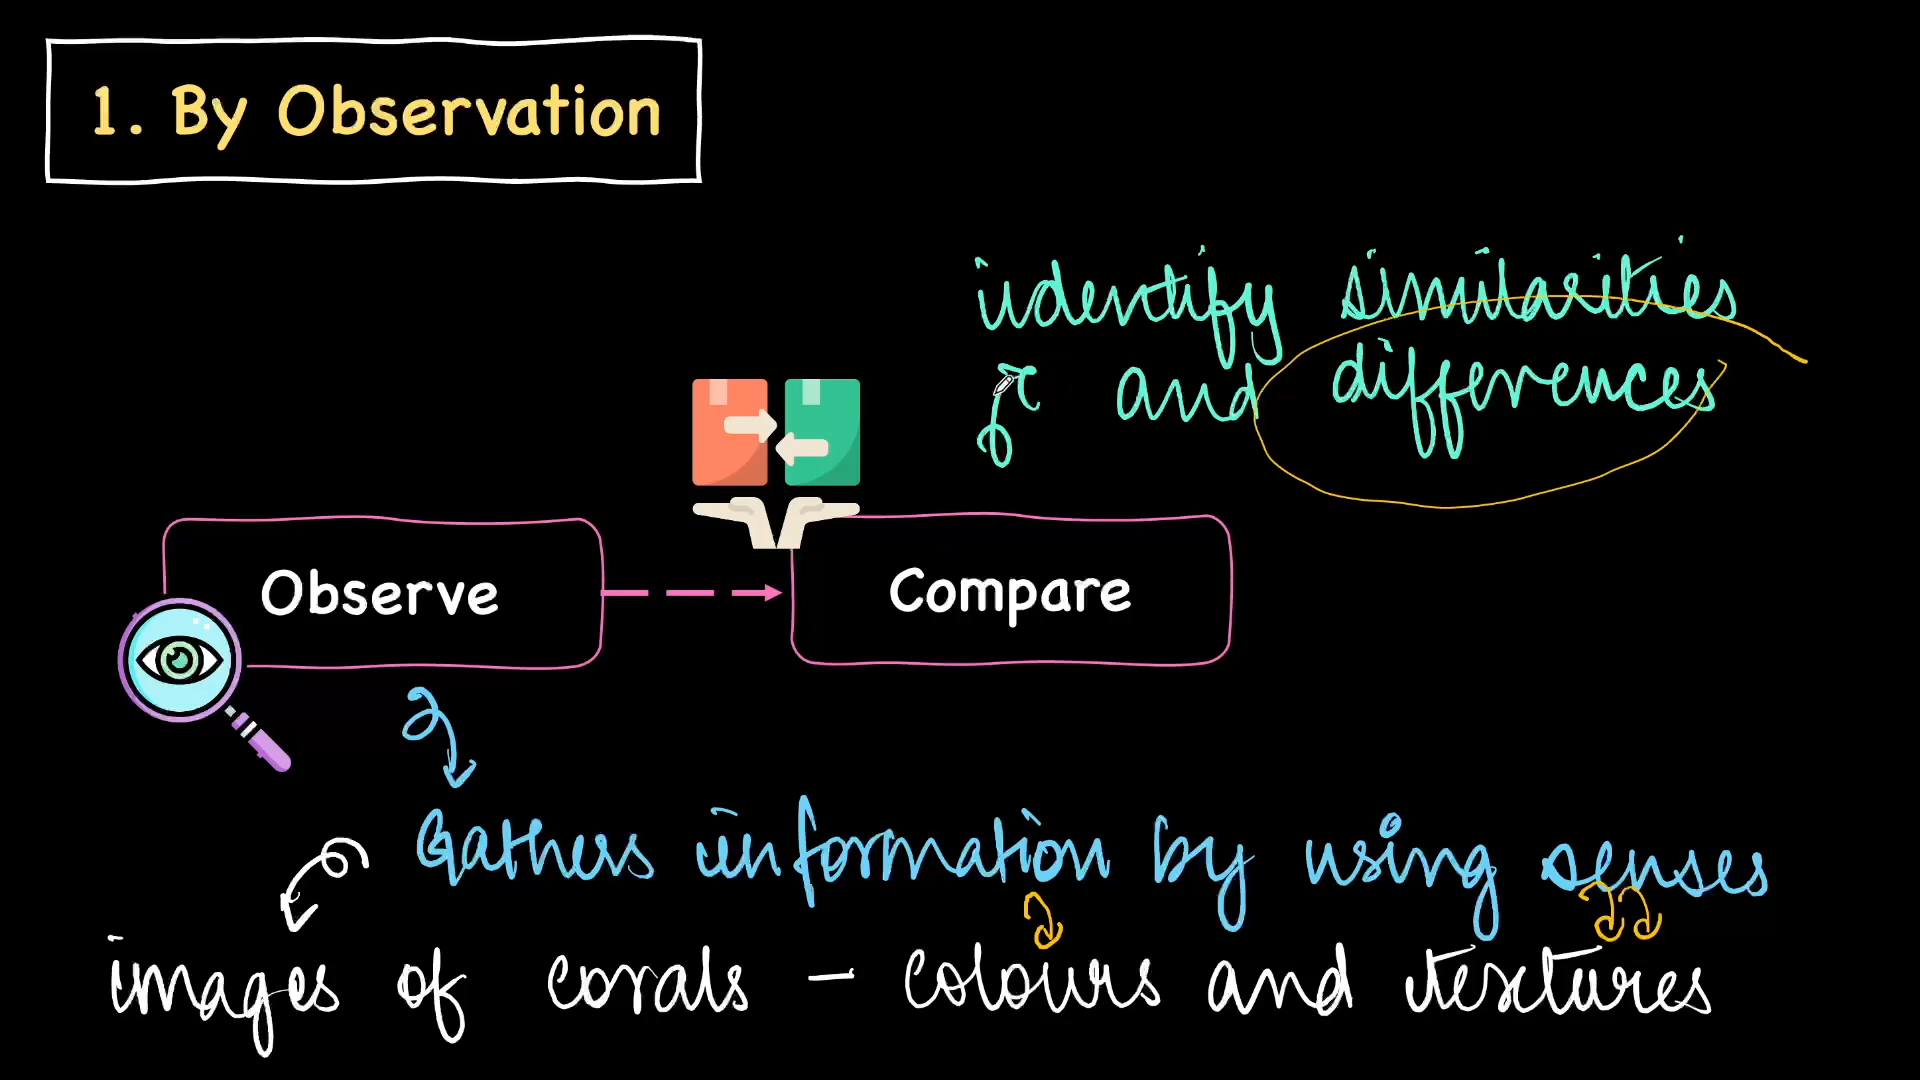 1. By Observation
identify similarities
and differences
Observe
Compare
Gathers information by using senses
images of corals - colours and textures